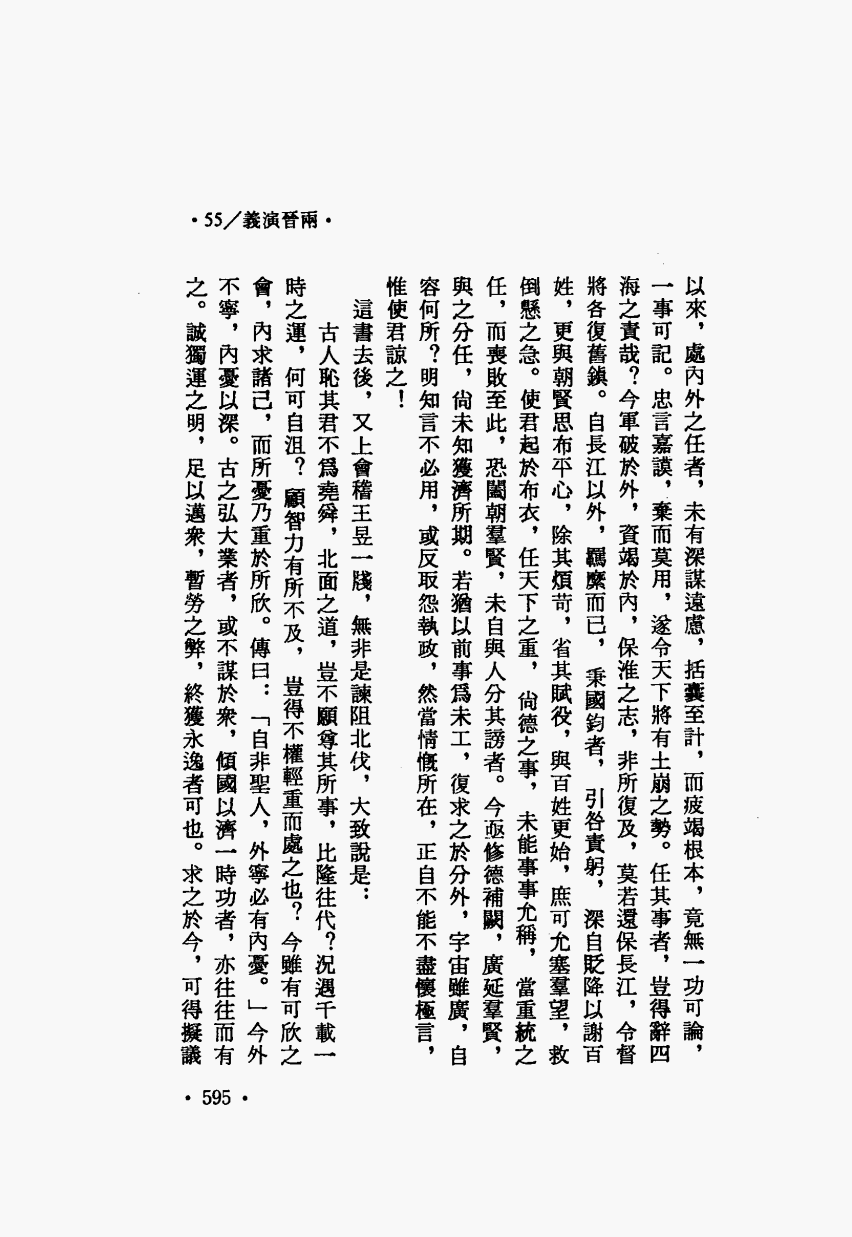 •55／義演晉兩•
以來，處內外之任者，未有深謀遠慮，括囊至計，而疲竭根本，竟無一功可論，
一事可記。忠言嘉謨，棄而莫用，遂令天下將有土崩之勢。任其事者，豈得辭四
海之責哉？今軍破於外，資竭於內，保淮之志，非所復及，莫若還保長江，令督
將各復舊鎮。自長江以外，羈縻而已，秉國鈞者，引咎責躬，深自貶降以謝百
姓，更與朝賢思布平心，除其煩苛，省其賦役，與百姓更始，庶可允塞羣望，救
倒懸之急。使君起於布衣，任天下之重，尚德之事，未能事事允稱，當重統之
任，而喪敗至此，恐闔朝羣賢，未自與人分其謗者。今亟修德補闕，廣延羣賢，
與之分任，尚未知獲濟所期。若猶以前事爲未工，復求之於分外，宇宙雖廣，自
容何所？明知言不必用，或反取怨執政，然當情慨所在，正自不能不盡懷極言，
惟使君諒之！
這書去後，又上會稽王昱一牋，無非是諫阻北伐，大致說是：
古人恥其君不爲堯舜，北面之道，豈不願尊其所事，比隆往代？況遇千載一
時之運，何可自沮？顧智力有所不及，豈得不權輕重而處之也？今雖有可欣之
會，內求諸己，而所憂乃重於所欣。傳曰：「自非聖人，外寧必有內憂。」今外
不寧，內憂以深。古之弘大業者，或不謀於衆，傾國以濟一時功者，亦往往而有
之。誠獨運之明，足以邁衆，暫勞之弊，終獲永逸者可也。求之於今，可得擬議
•595•